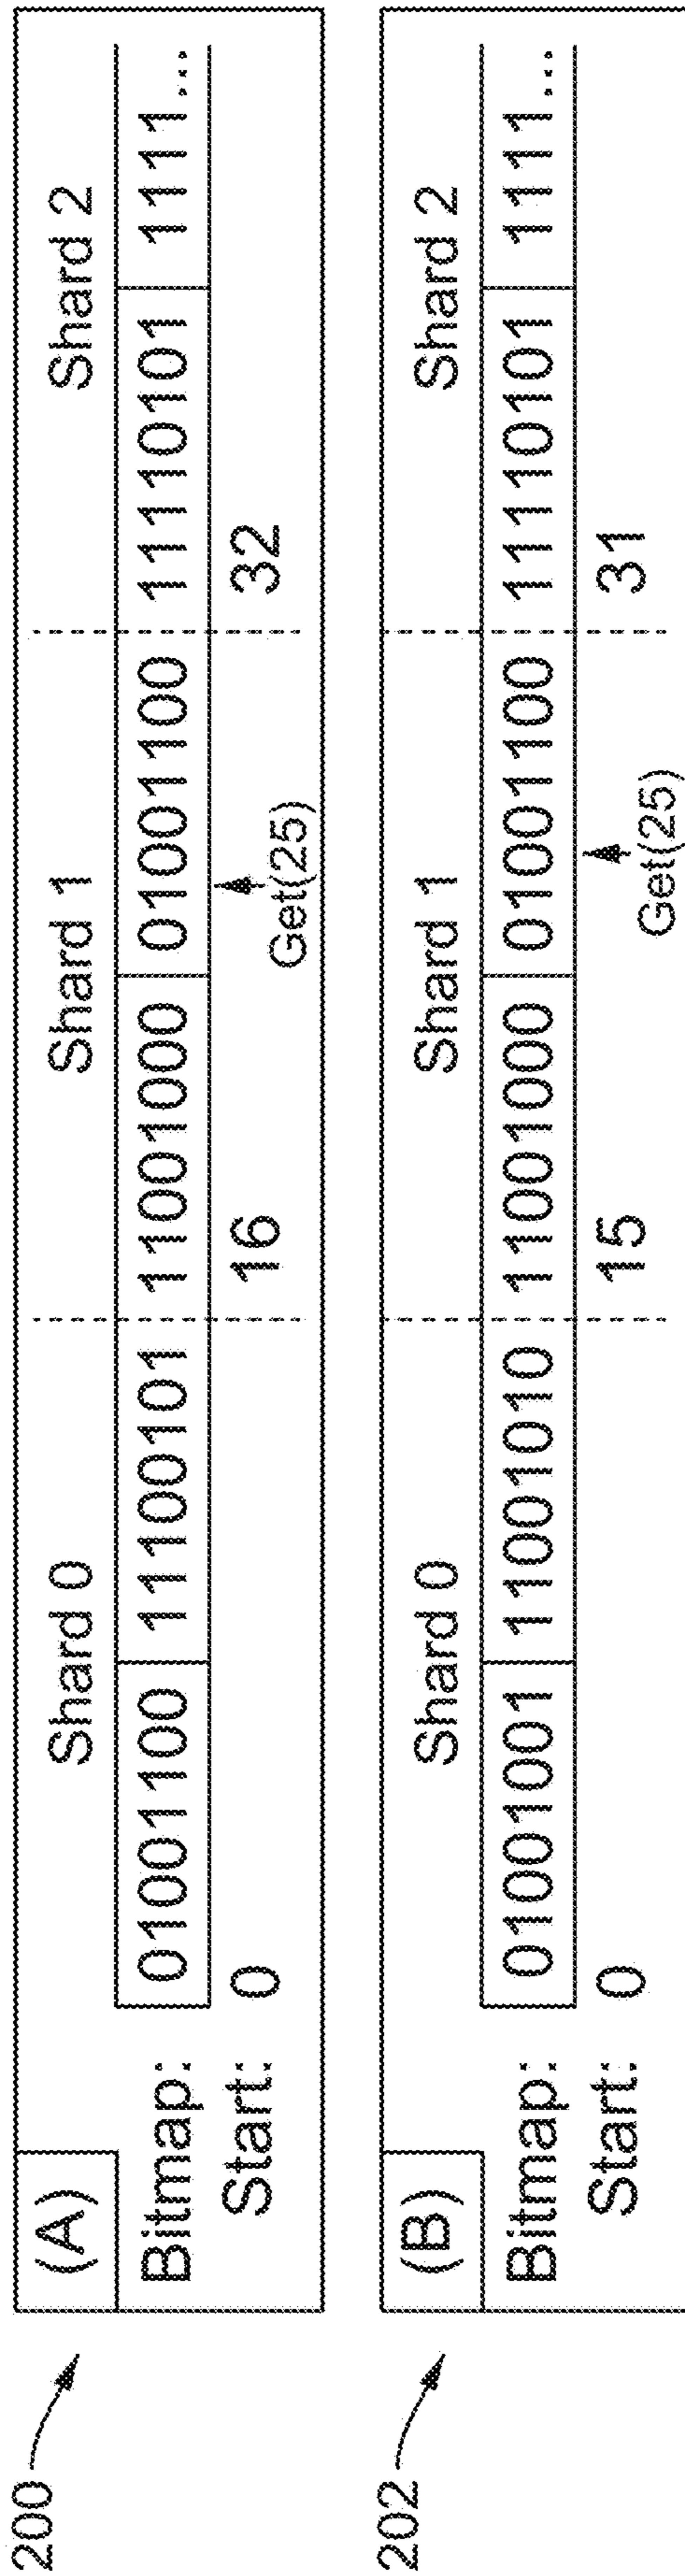 200
(A)
Shard 0 Shard 1 Shard 2
Bitmap: 01001100 11100101 11001000 01001100 11110101 1111...
Start: 0 16 32
Get(25)
202
(B)
Shard 0 Shard 1 Shard 2
Bitmap: 01001001 11001010 11001000 01001100 11110101 1111...
Start: 0 15 31
Get(25)